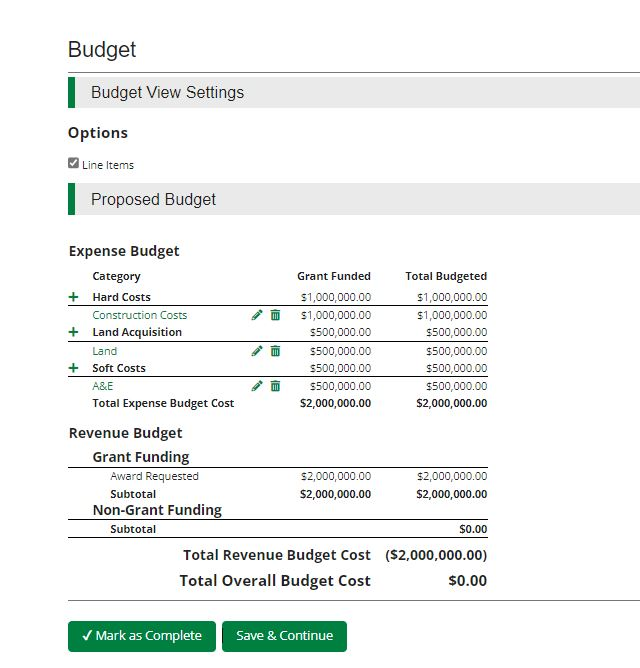 Budget
Budget View Settings
Options
Line Items
Proposed Budget
Expense Budget
Category Grant Funded Total Budgeted
+ Hard Costs $1,000,000.00 $1,000,000.00
Construction Costs $1,000,000.00 $1,000,000.00
+ Land Acquisition $500,000.00 $500,000.00
Land $500,000.00 $500,000.00
+ Soft Costs $500,000.00 $500,000.00
A&E $500,000.00 $500,000.00
Total Expense Budget Cost $2,000,000.00 $2,000,000.00
Revenue Budget
Grant Funding
Award Requested $2,000,000.00 $2,000,000.00
Subtotal $2,000,000.00 $2,000,000.00
Non-Grant Funding
Subtotal $0.00
Total Revenue Budget Cost ($2,000,000.00)
Total Overall Budget Cost $0.00
✓ Mark as Complete Save & Continue